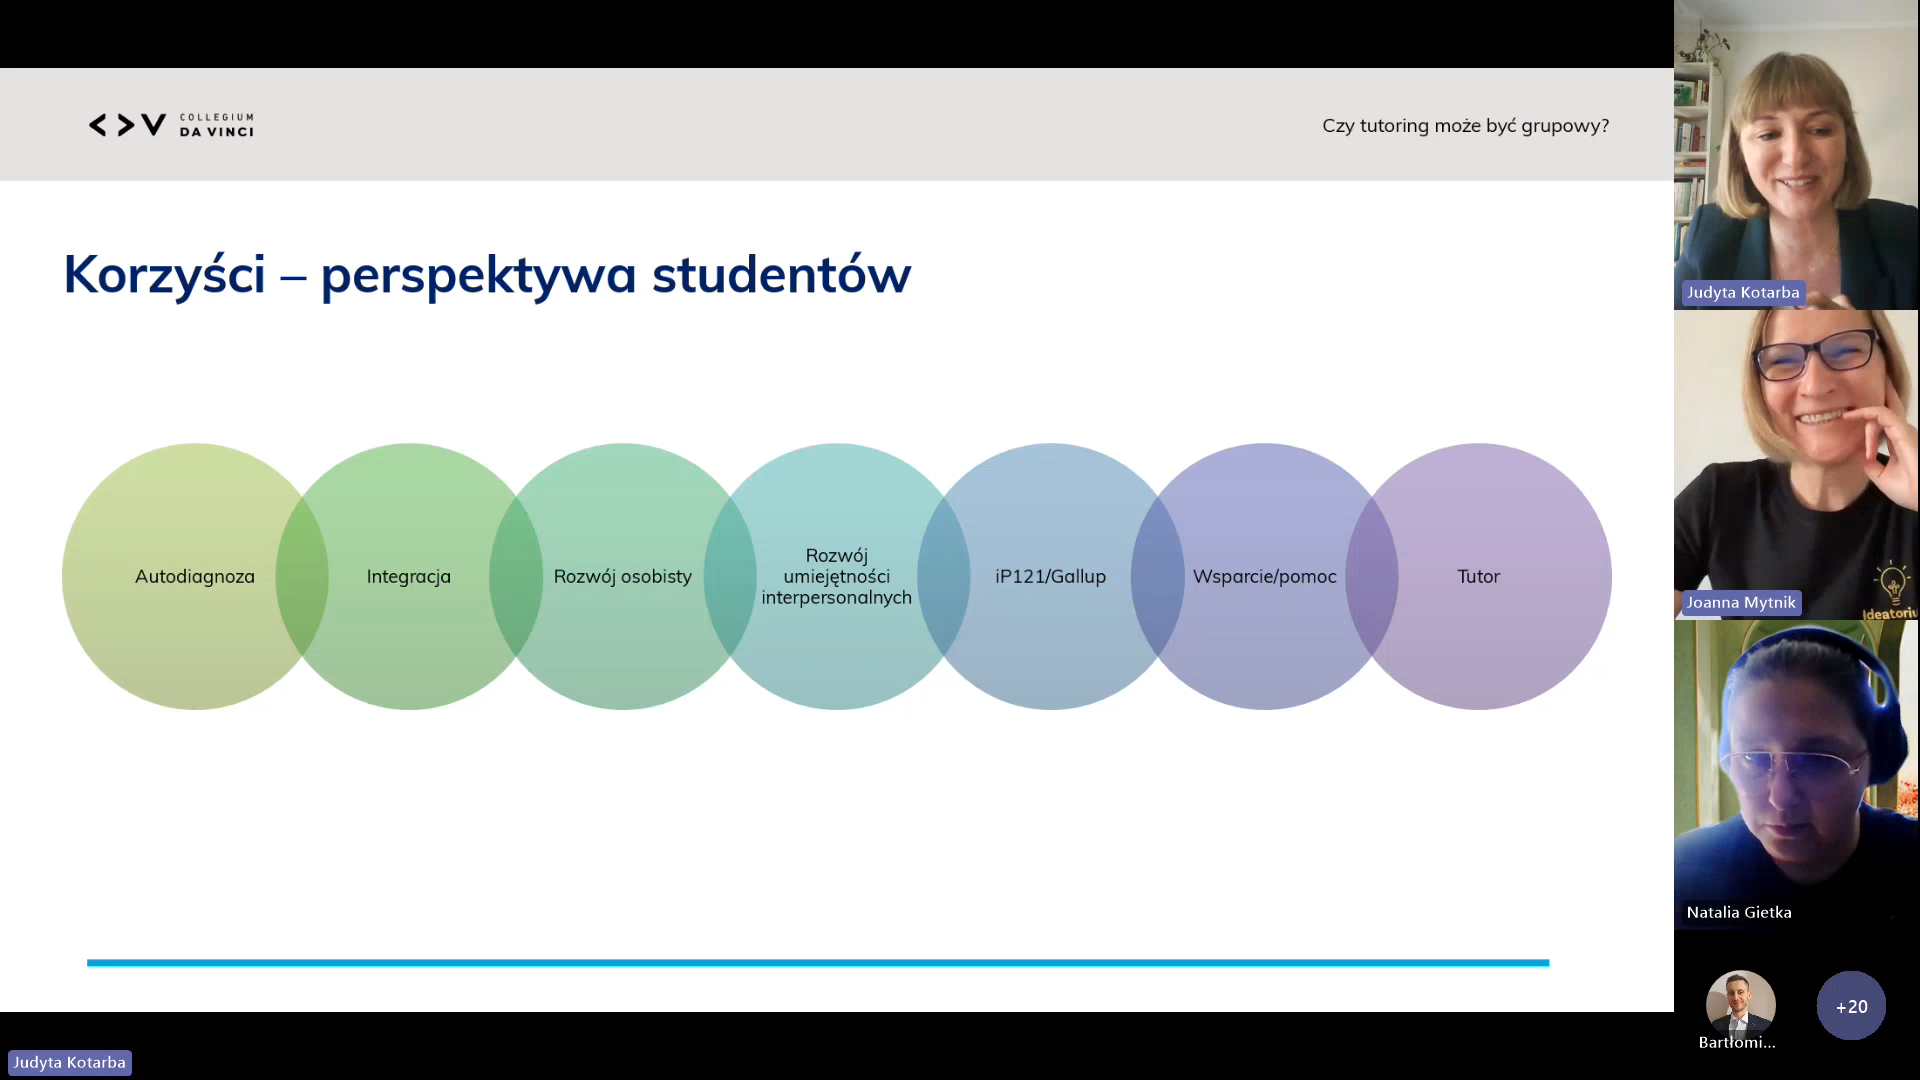 COLLEGIUM
DA VINCI
Czy tutoring może być grupowy?
Korzyści – perspektywa studentów
Autodiagnoza
Integracja
Rozwój osobisty
Rozwój
umiejętności
interpersonalnych
iP121/Gallup
Wsparcie/pomoc
Tutor
Judyta Kotarba
Joanna Mytnik
Ideatoriu
Natalia Gietka
Bartłomi...
+20
Judyta Kotarba